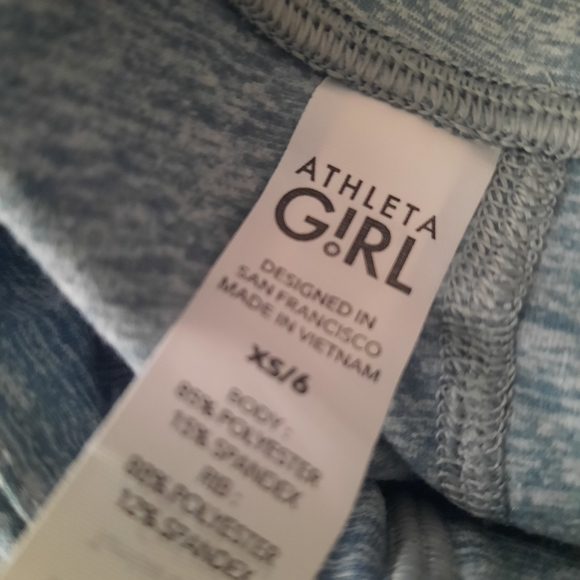 ATHLETA
GiRL
DESIGNED IN
SAN FRANCISCO
MADE IN VIETNAM
XS/6
BODY:
85% POLYESTER
15% SPANDEX
RIB:
88% POLYESTER
12% SPANDEX